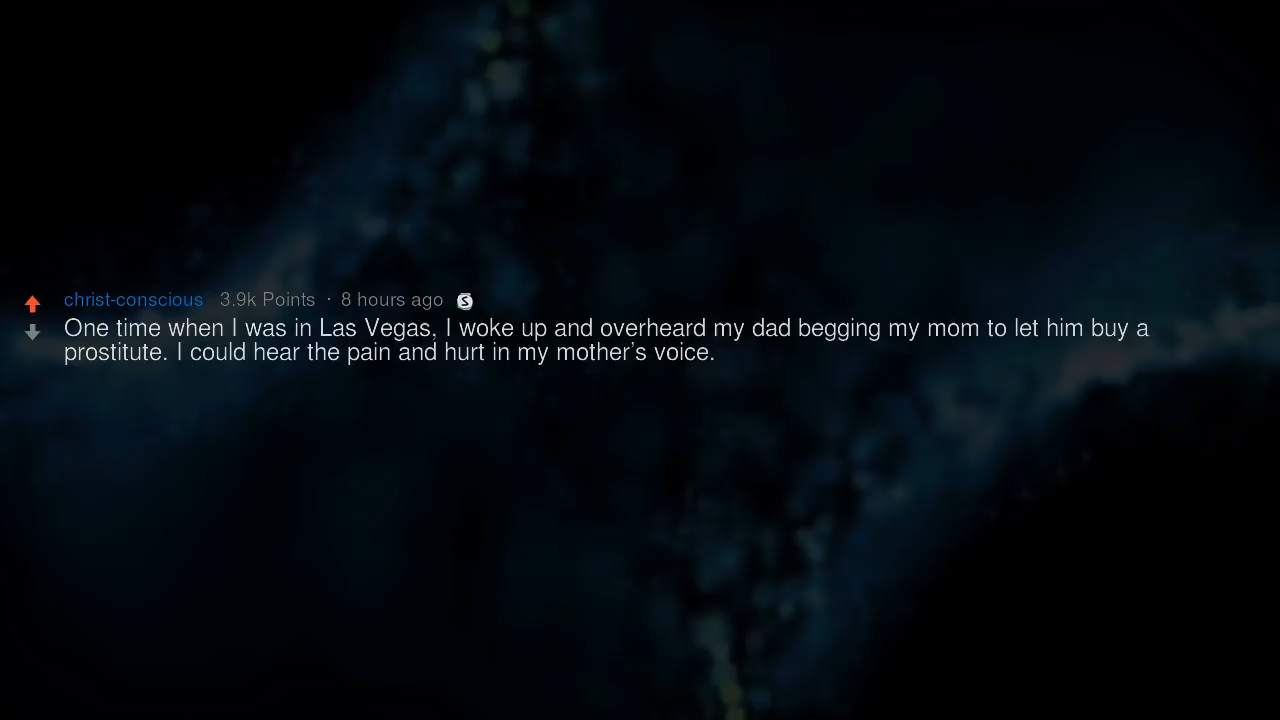 christ-conscious 3.9k Points · 8 hours ago S
One time when I was in Las Vegas, I woke up and overheard my dad begging my mom to let him buy a
prostitute. I could hear the pain and hurt in my mother's voice.